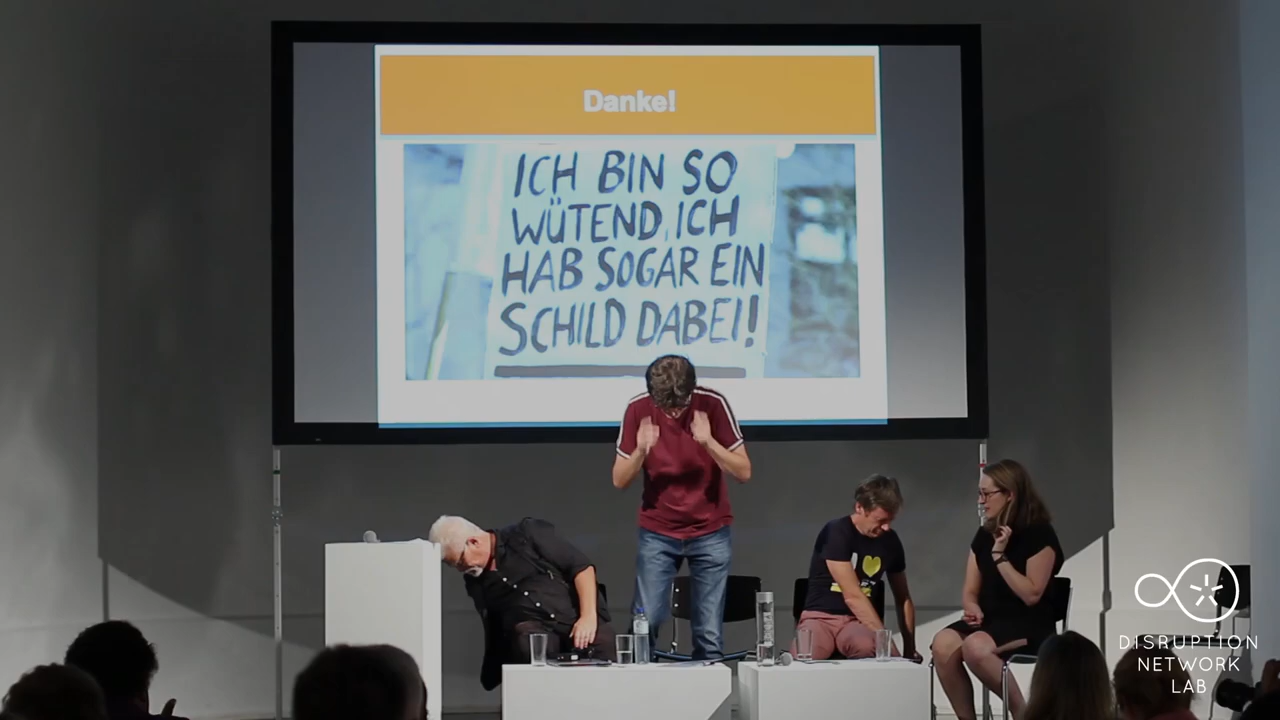 Danke!
ICH BIN SO
WÜTEND, ICH
HAB SOGAR EIN
SCHILD DABEI!
DISRUPTION
NETWORK
LAB